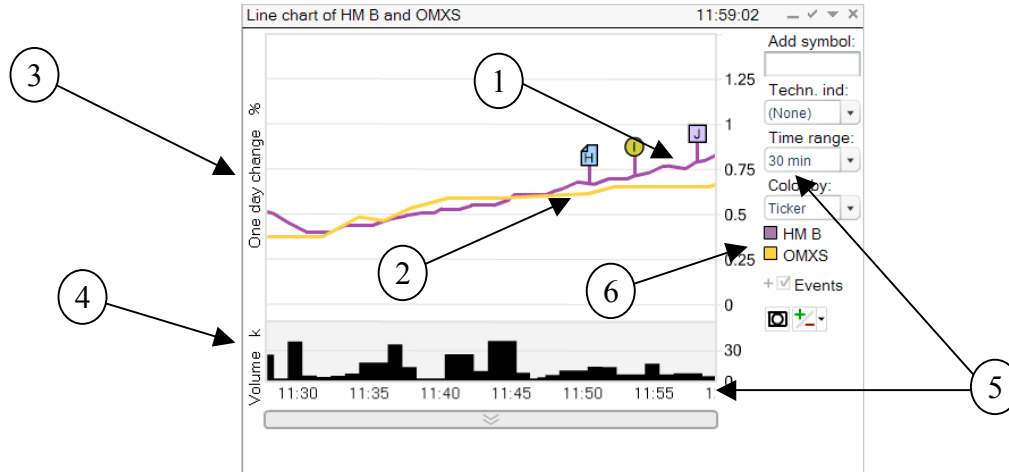 Line chart of HM B and OMXS 11:59:02
Add symbol:
Techn. ind:
(None)
Time range:
30 min
Color by:
Ticker
HM B
OMXS
Events
One day change %
1.25
1
0.75
0.5
0.25
0
H
I
J
Volume k
30
0
11:30 11:35 11:40 11:45 11:50 11:55 1:
1
2
3
4
5
6